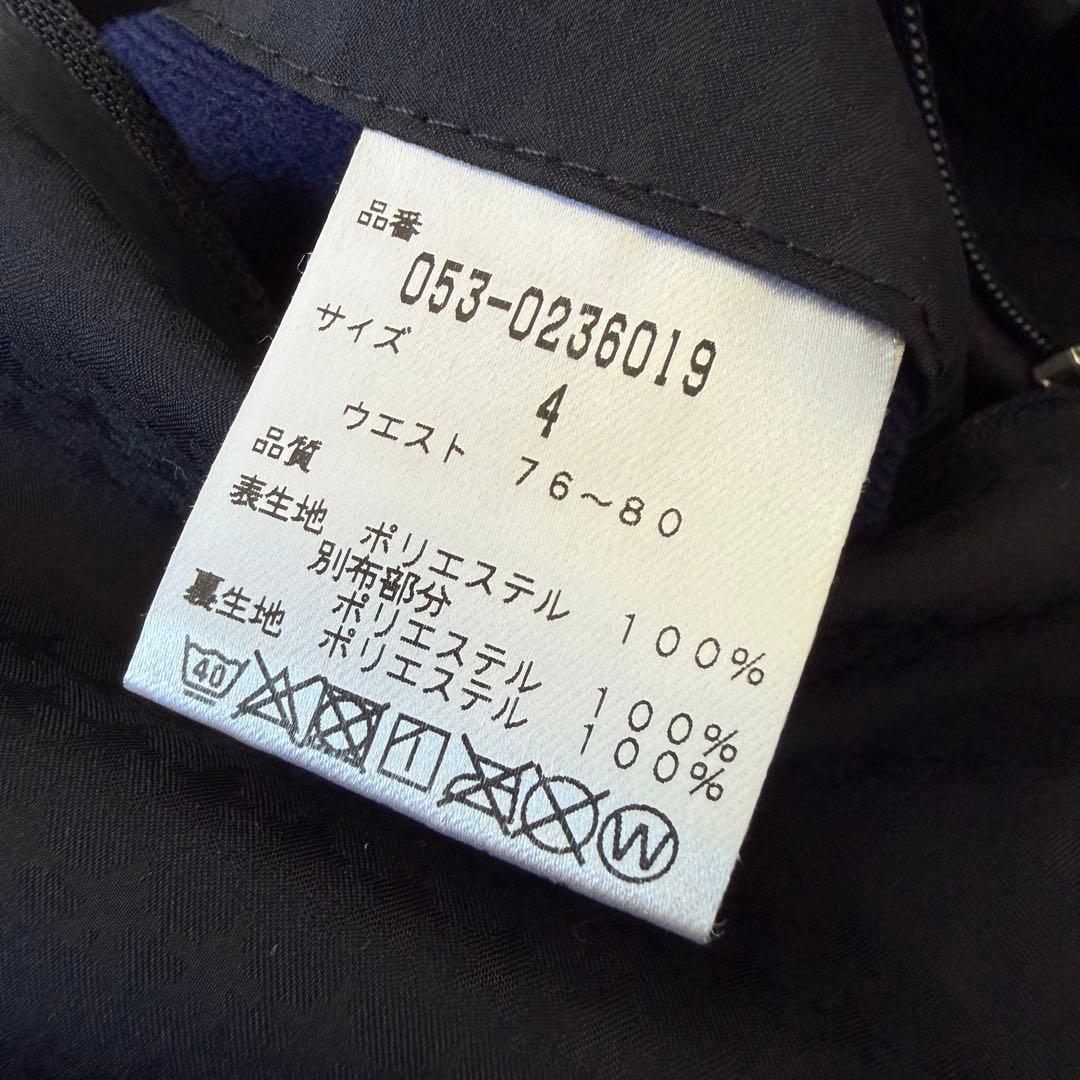 品番
053-0236019
サイズ
4
ウエスト 76~80
品質
表生地 ポリエステル 100%
別布部分
ポリエステル 100%
裏生地 ポリエステル 100%
40
W